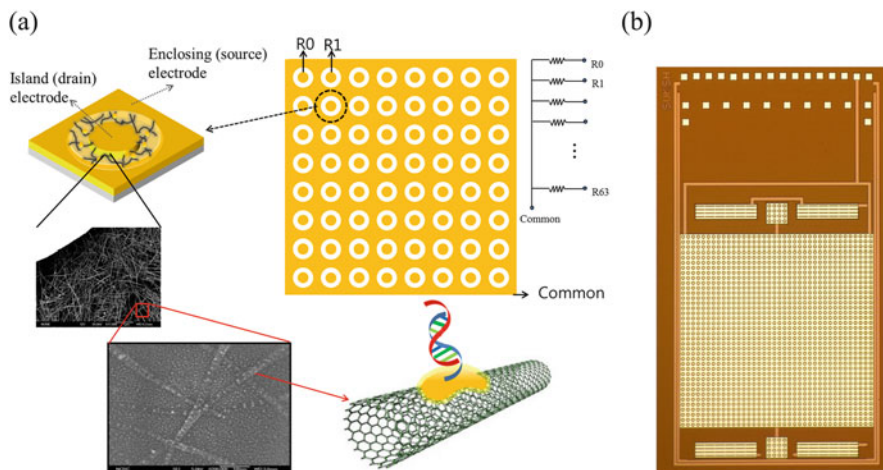 (a)
R0 R1
Enclosing (source)
electrode
Island (drain)
electrode
R0
R1
R63
Common
Common
(b)